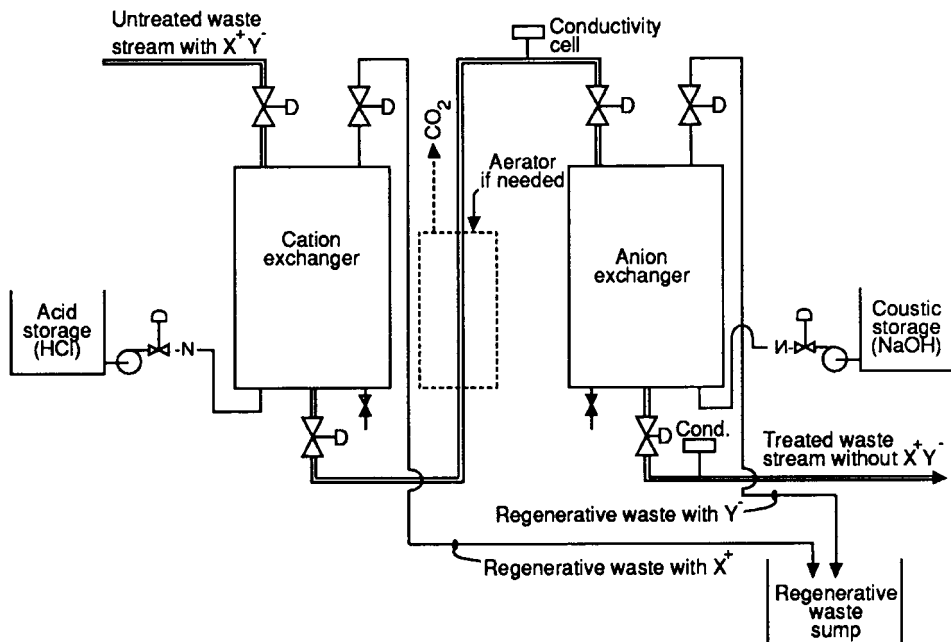 Untreated waste
stream with X⁺ Y⁻
Conductivity
cell
D
D
D
D
CO₂
Aerator
if needed
Cation
exchanger
Anion
exchanger
Acid
storage
(HCl)
-N
Coustic
storage
(NaOH)
N-
D
D
Cond.
Treated waste
stream without X⁺Y⁻
Regenerative waste with Y⁻
Regenerative waste with X⁺
Regenerative
waste
sump